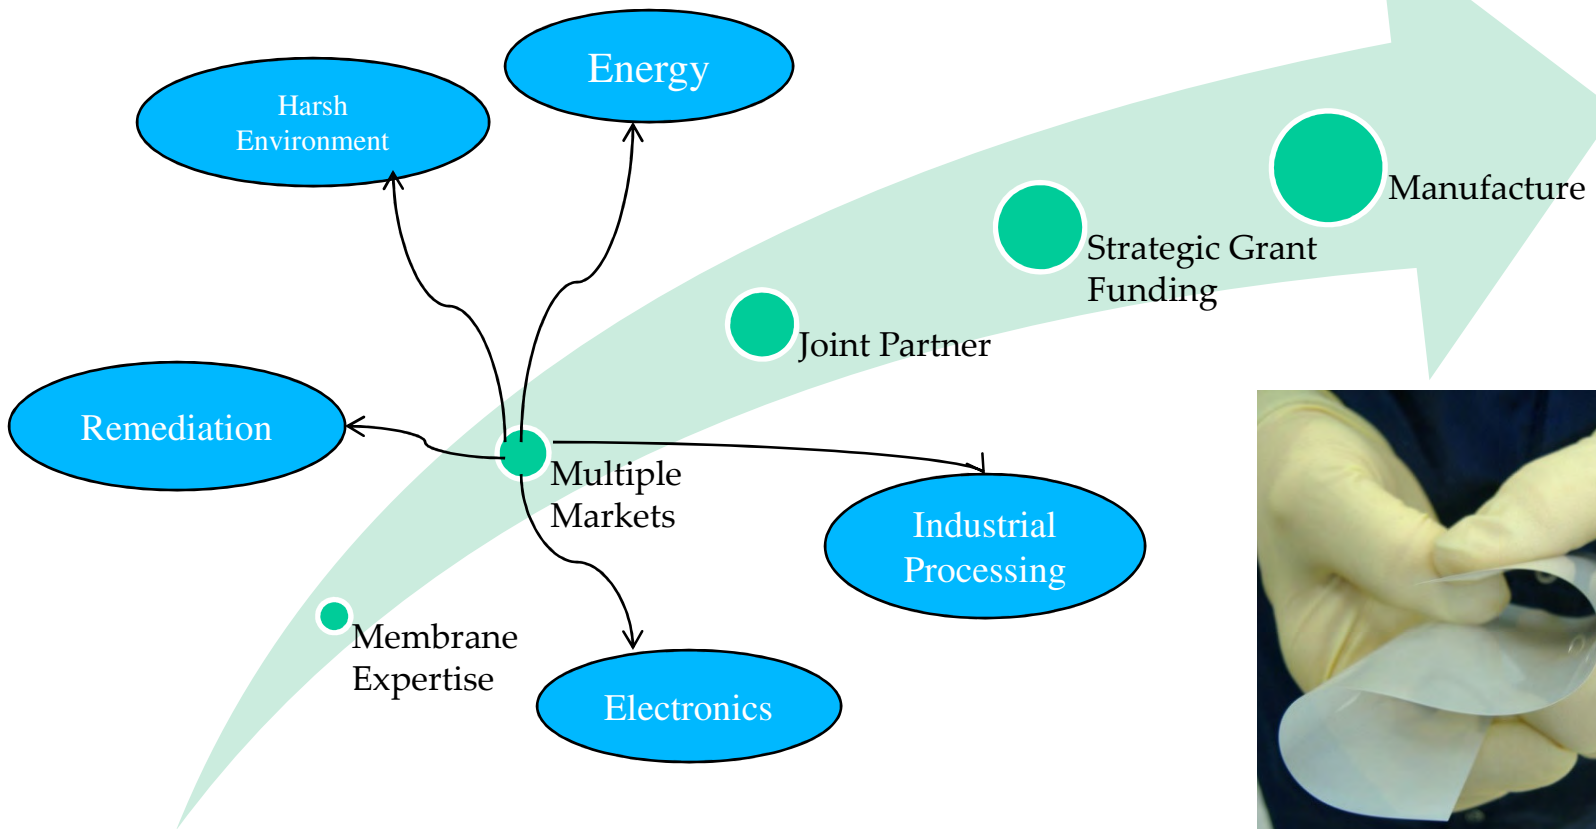 Energy
Harsh
Environment
Manufacture
Strategic Grant
Funding
Joint Partner
Remediation
Multiple
Markets
Industrial
Processing
Membrane
Expertise
Electronics